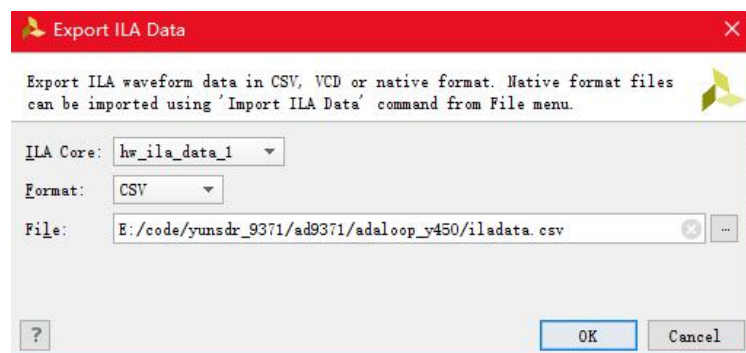 Export ILA Data
Export ILA waveform data in CSV, VCD or native format. Native format files
can be imported using 'Import ILA Data' command from File menu.
ILA Core: hw_ila_data_1
Format: CSV
File: E:/code/yunsdr_9371/ad9371/adaloop_y450/iladata.csv ...
? OK Cancel